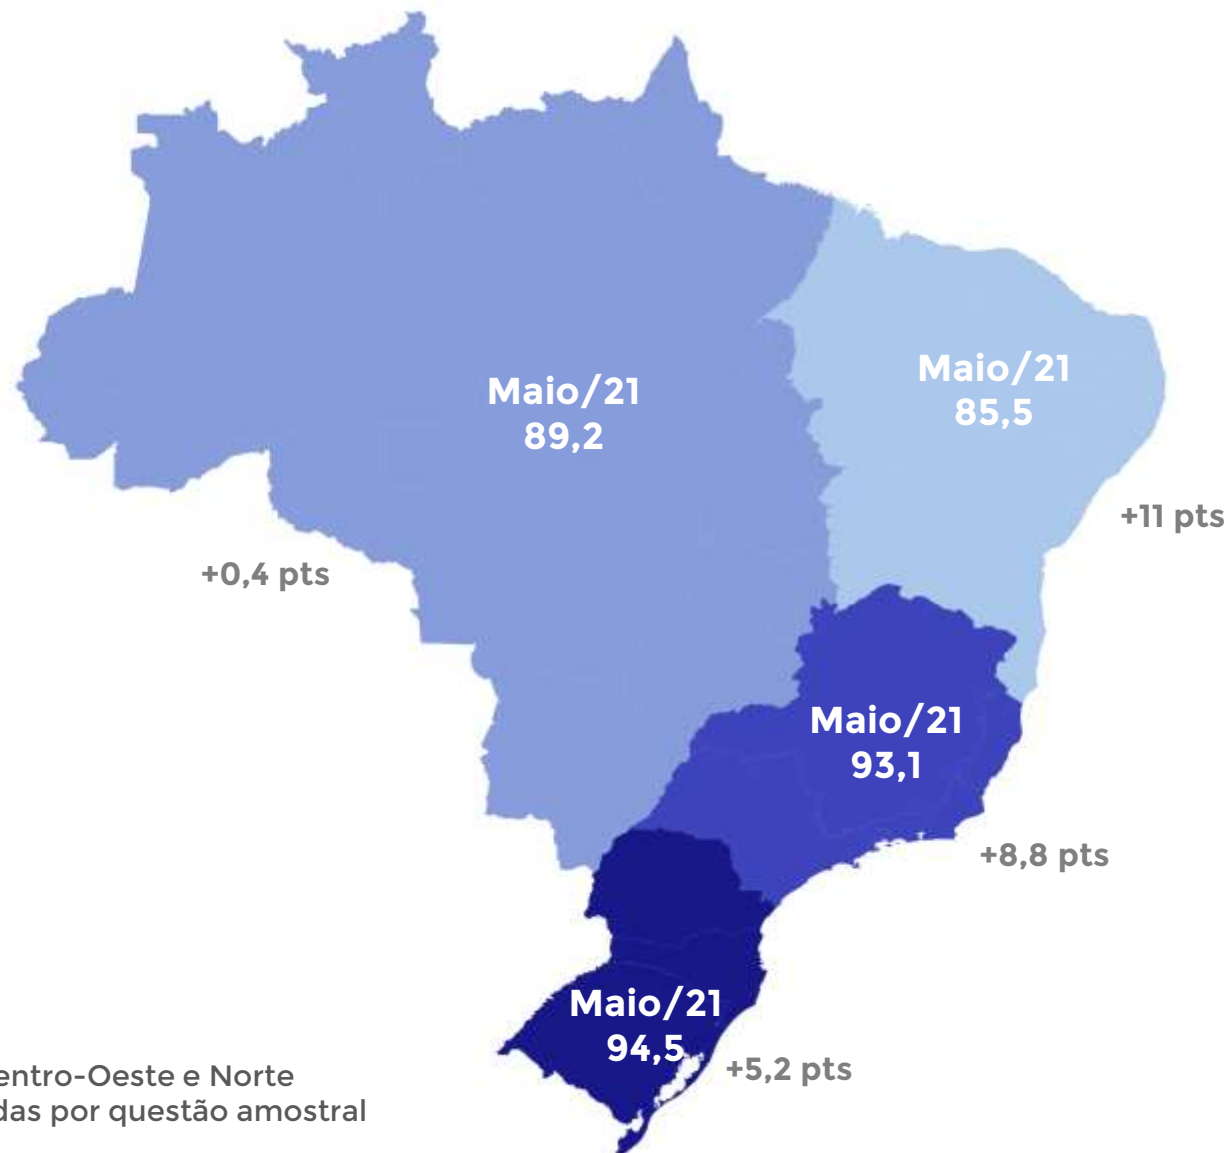 Maio/21
89,2
Maio/21
85,5
+11 pts
+0,4 pts
Maio/21
93,1
+8,8 pts
Maio/21
94,5
+5,2 pts
entro-Oeste e Norte
das por questão amostral